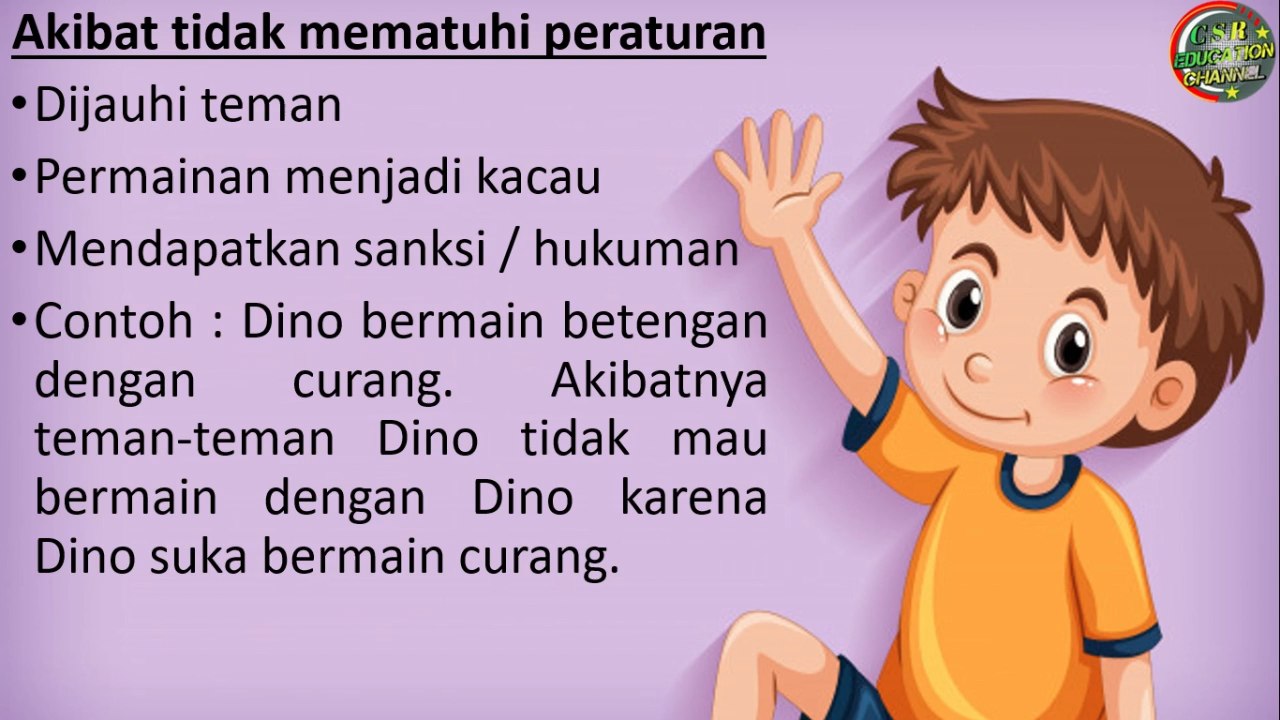 Akibat tidak mematuhi peraturan
•Dijauhi teman
•Permainan menjadi kacau
•Mendapatkan sanksi / hukuman
•Contoh : Dino bermain betengan
dengan curang. Akibatnya
teman-teman Dino tidak mau
bermain dengan Dino karena
Dino suka bermain curang.
CSR
EDUCATION
CHANNEL